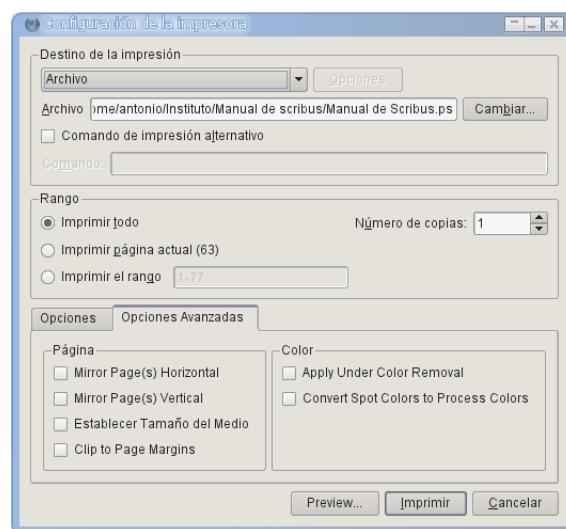 Configuración de la impresora
Destino de la impresión
Archivo Opciones
Archivo ome/antonio/Instituto/Manual de scribus/Manual de Scribus.ps Cambiar...
Comando de impresión alternativo
Comando:
Rango
Imprimir todo Número de copias: 1
Imprimir página actual (63)
Imprimir el rango 1-77
Opciones Opciones Avanzadas
Página Color
Mirror Page(s) Horizontal Apply Under Color Removal
Mirror Page(s) Vertical Convert Spot Colors to Process Colors
Establecer Tamaño del Medio
Clip to Page Margins
Preview... Imprimir Cancelar